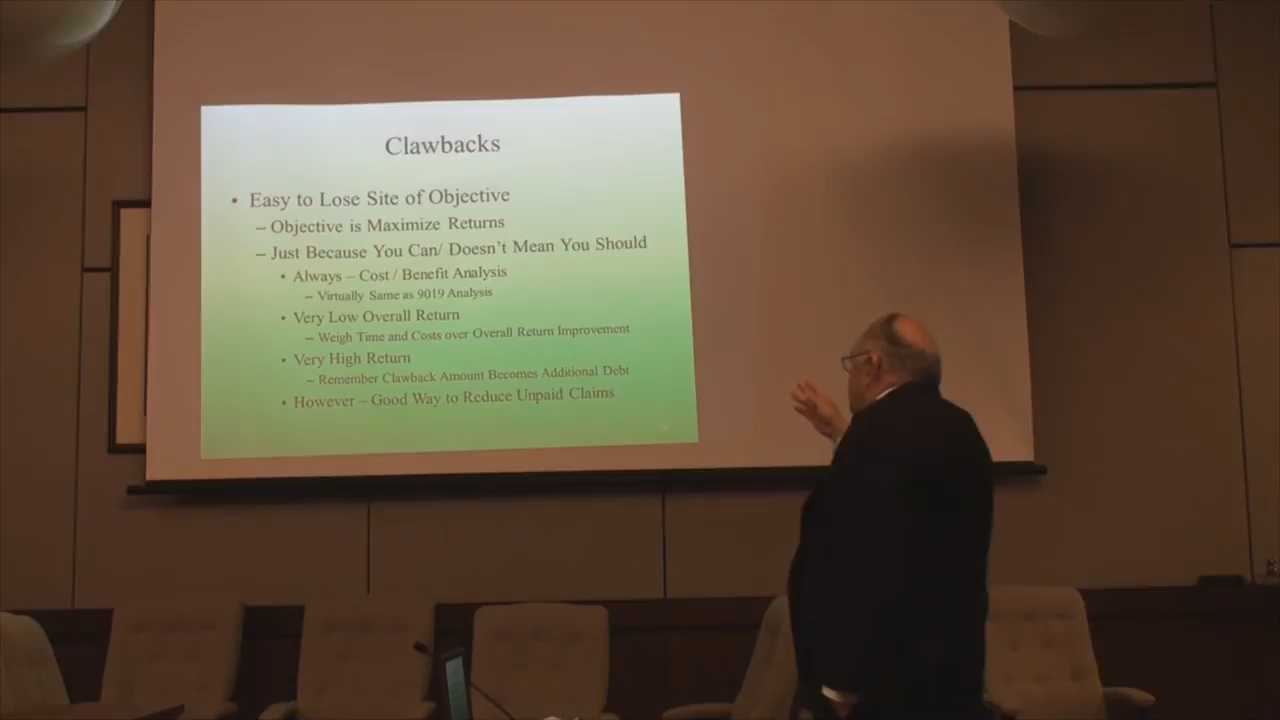 Clawbacks
• Easy to Lose Site of Objective
– Objective is Maximize Returns
– Just Because You Can/ Doesn't Mean You Should
• Always – Cost / Benefit Analysis
– Virtually Same as 9019 Analysis
• Very Low Overall Return
– Weigh Time and Costs over Overall Return Improvement
• Very High Return
– Remember Clawback Amount Becomes Additional Debt
• However – Good Way to Reduce Unpaid Claims